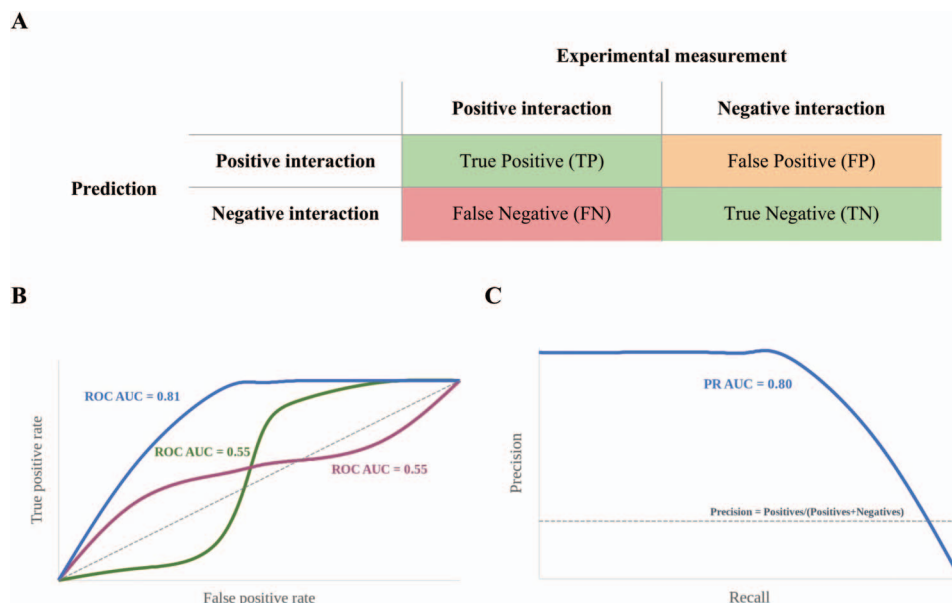 A
Experimental measurement
Positive interaction Negative interaction
Prediction
Positive interaction True Positive (TP) False Positive (FP)
Negative interaction False Negative (FN) True Negative (TN)
B
ROC AUC = 0.81
ROC AUC = 0.55
ROC AUC = 0.55
True positive rate
False positive rate
C
PR AUC = 0.80
Precision = Positives/(Positives+Negatives)
Precision
Recall